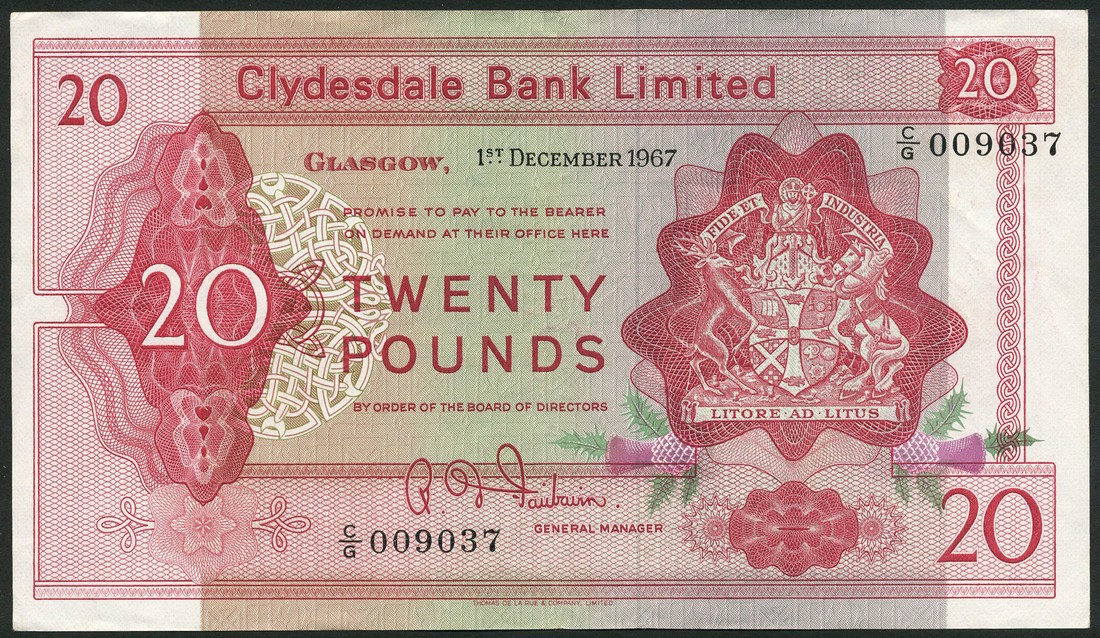 20
Clydesdale Bank Limited
20
C/G 009037
GLASGOW, 1ST DECEMBER 1967
PROMISE TO PAY TO THE BEARER
ON DEMAND AT THEIR OFFICE HERE
20
TWENTY
POUNDS
BY ORDER OF THE BOARD OF DIRECTORS
FIDE·ET INDUSTRIA
LITORE·AD·LITUS
R. D. Fairbairn.
GENERAL MANAGER
C/G 009037
20
THOMAS DE LA RUE & COMPANY, LIMITED